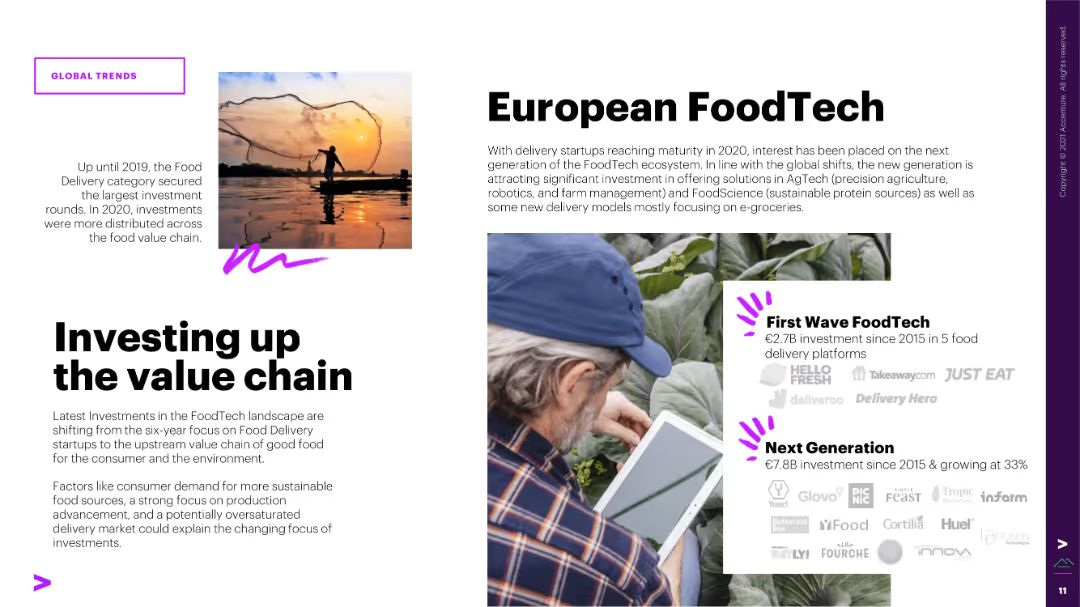 GLOBAL TRENDS
Up until 2019, the Food
Delivery category secured
the largest investment
rounds. In 2020, investments
were more distributed across
the food value chain.
Investing up
the value chain
Latest Investments in the FoodTech landscape are
shifting from the six-year focus on Food Delivery
startups to the upstream value chain of good food
for the consumer and the environment.
Factors like consumer demand for more sustainable
food sources, a strong focus on production
advancement, and a potentially oversaturated
delivery market could explain the changing focus of
investments.
European FoodTech
With delivery startups reaching maturity in 2020, interest has been placed on the next
generation of the FoodTech ecosystem. In line with the global shifts, the new generation is
attracting significant investment in offering solutions in AgTech (precision agriculture,
robotics, and farm management) and FoodScience (sustainable protein sources) as well as
some new delivery models mostly focusing on e-groceries.
First Wave FoodTech
€2.7B investment since 2015 in 5 food
delivery platforms
HELLO
FRESH
Takeaway.com
JUST EAT
deliveroo
Delivery Hero
Next Generation
€7.8B investment since 2015 & growing at 33%
Ynsect
Glovo
PIC
NIC
SIMPLE
FEAST
Tropic
infarm
YFood
Cortilia
Huel
LA
FOURCHE
innova
Copyright © 2021 Accenture. All rights reserved.
11